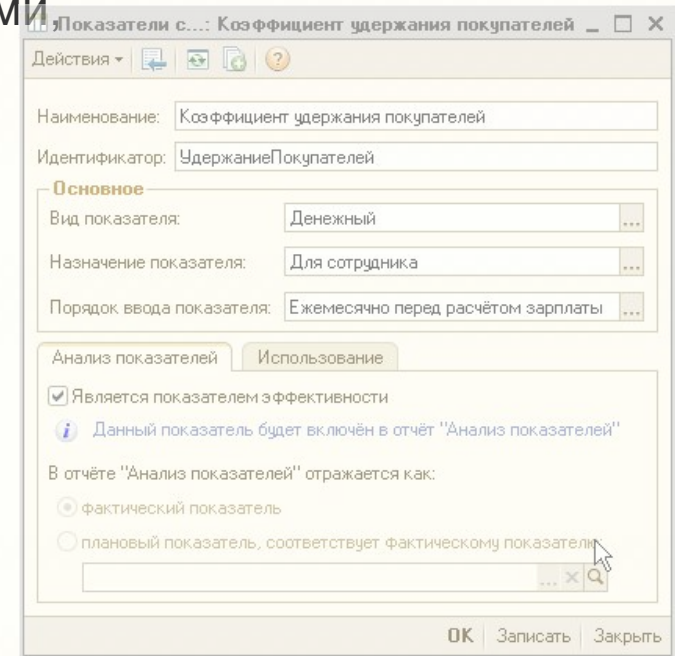 ми,
Показатели с...: Коэффициент удержания покупателей
Действия
Наименование: Коэффициент удержания покупателей
Идентификатор: УдержаниеПокупателей
Основное
Вид показателя: Денежный ...
Назначение показателя: Для сотрудника ...
Порядок ввода показателя: Ежемесячно перед расчётом зарплаты ...
Анализ показателей Использование
Является показателем эффективности
Данный показатель будет включён в отчёт "Анализ показателей"
В отчёте "Анализ показателей" отражается как:
фактический показатель
плановый показатель, соответствует фактическому показателю:
...
OK Записать Закрыть